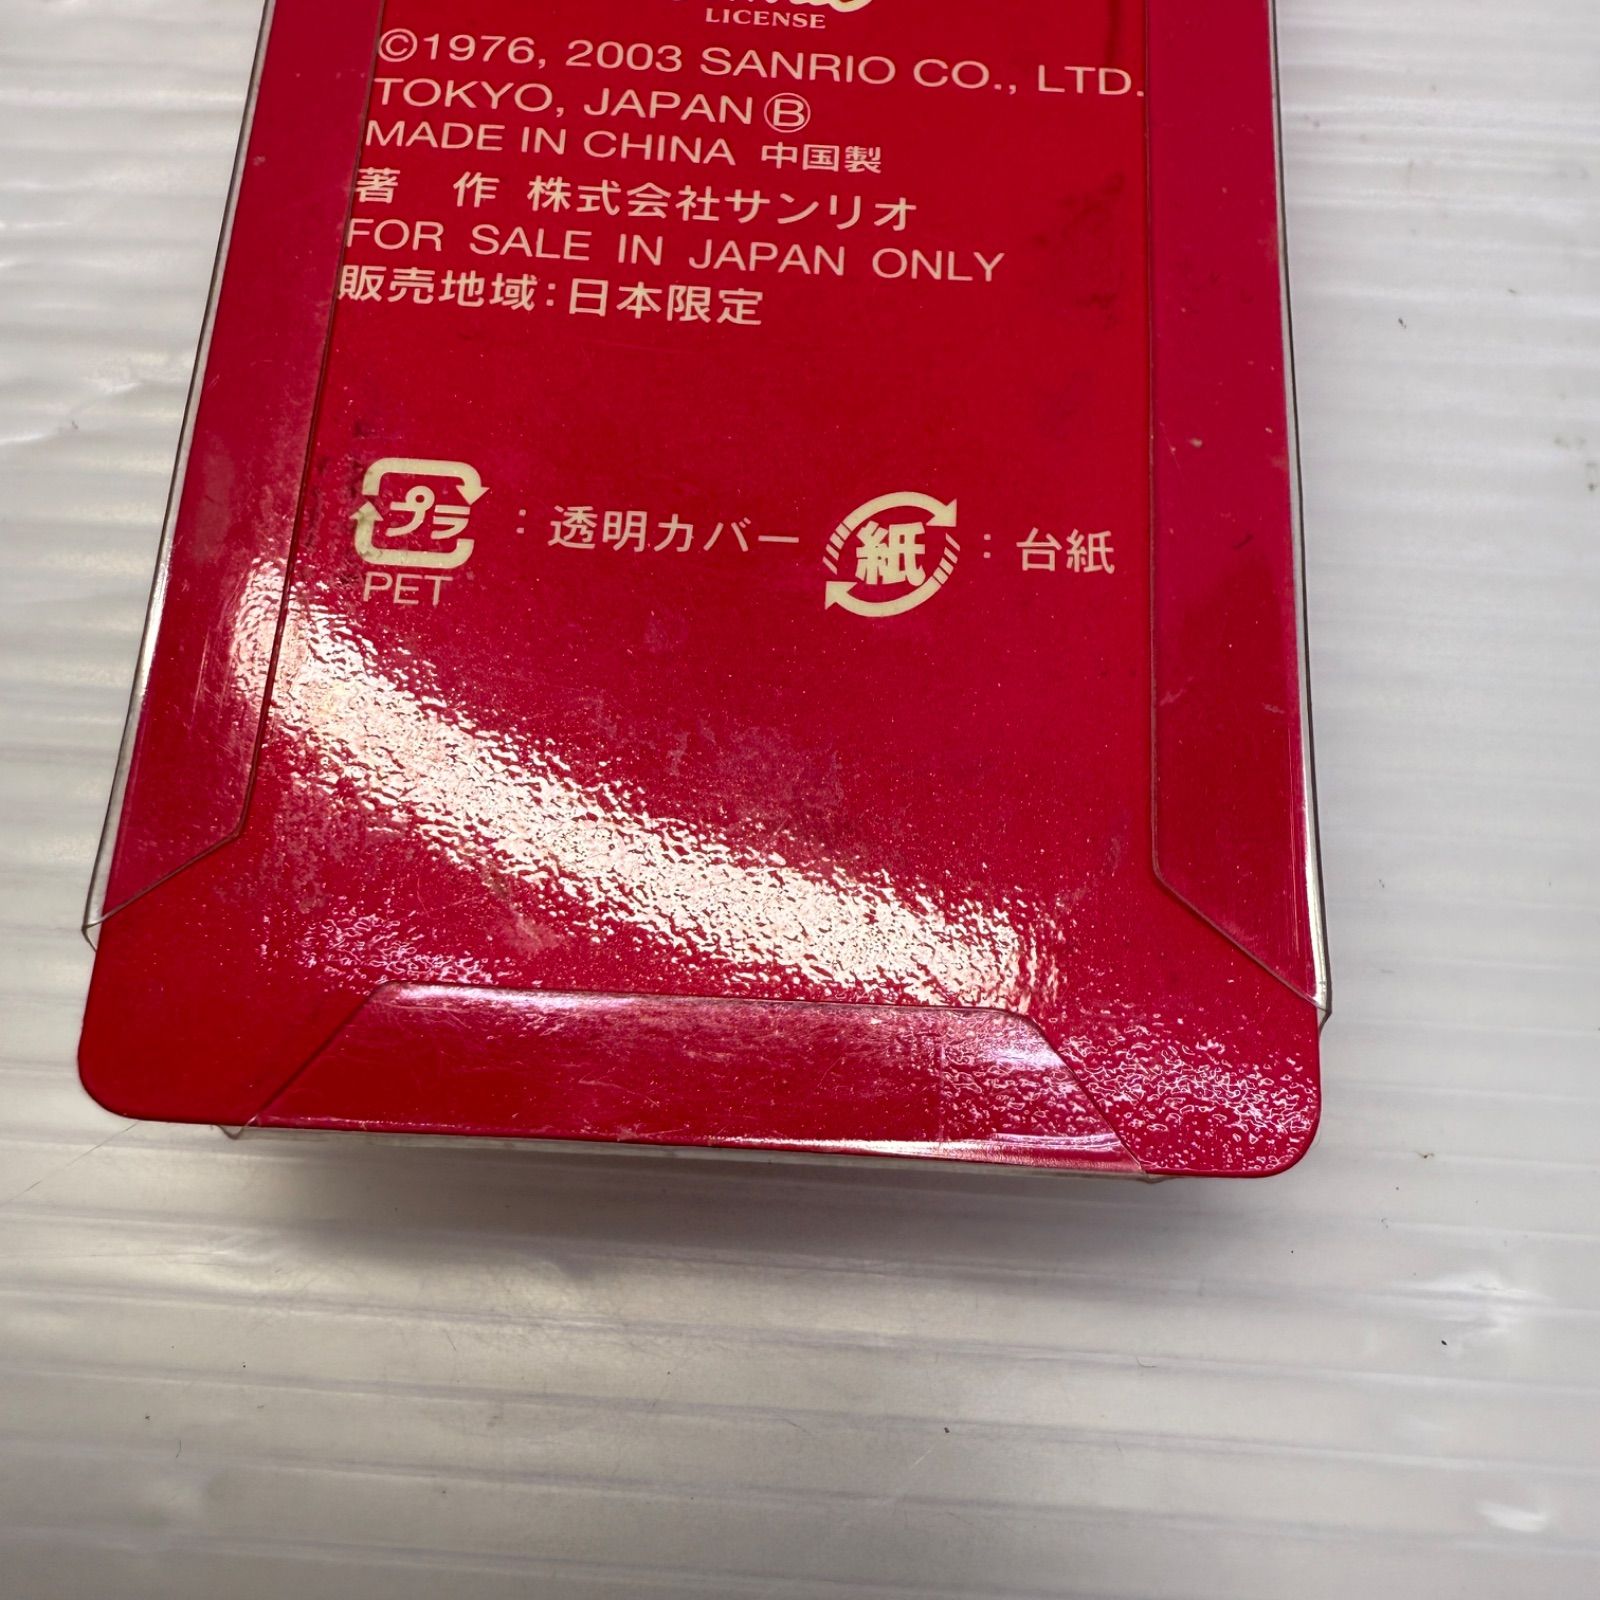 LICENSE
©1976, 2003 SANRIO CO., LTD.
TOKYO, JAPAN Ⓑ
MADE IN CHINA 中国製
著　作 株式会社サンリオ
FOR SALE IN JAPAN ONLY
販売地域：日本限定
プラ ：透明カバー 紙 ：台紙
PET